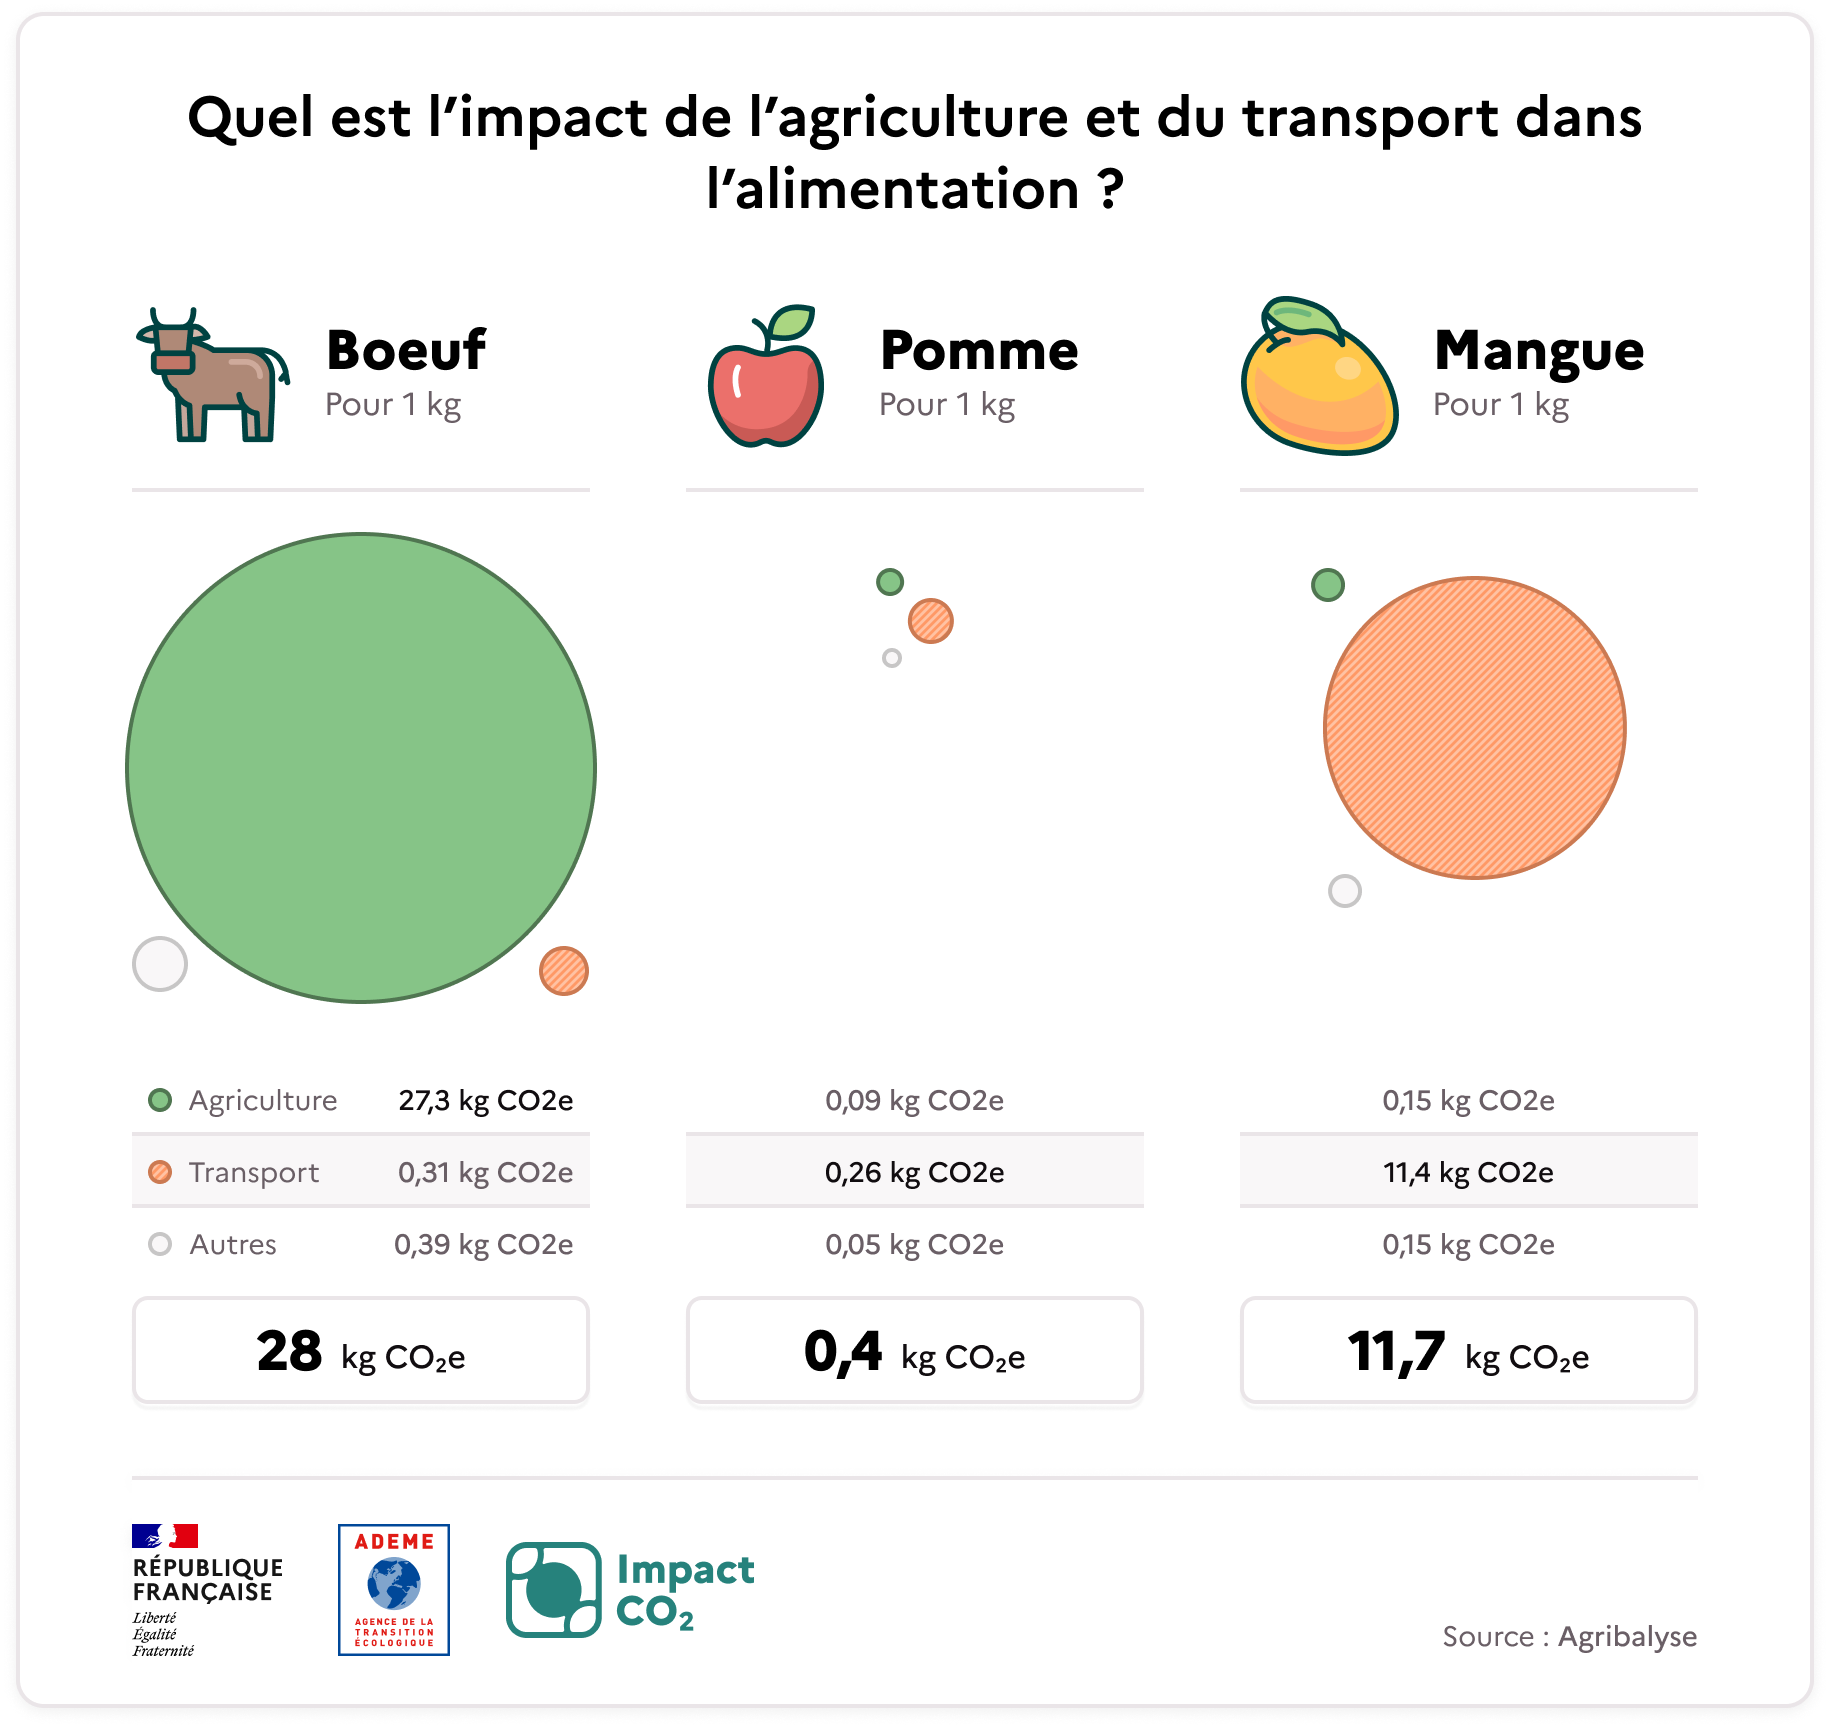 Quel est l’impact de l’agriculture et du transport dans
l’alimentation ?
Boeuf
Pour 1 kg
Pomme
Pour 1 kg
Mangue
Pour 1 kg
Agriculture 27,3 kg CO2e 0,09 kg CO2e 0,15 kg CO2e
Transport 0,31 kg CO2e 0,26 kg CO2e 11,4 kg CO2e
Autres 0,39 kg CO2e 0,05 kg CO2e 0,15 kg CO2e
28 kg CO₂e 0,4 kg CO₂e 11,7 kg CO₂e
RÉPUBLIQUE
FRANÇAISE
Liberté
Égalité
Fraternité
ADEME
AGENCE DE LA
TRANSITION
ÉCOLOGIQUE
Impact
CO₂
Source : Agribalyse